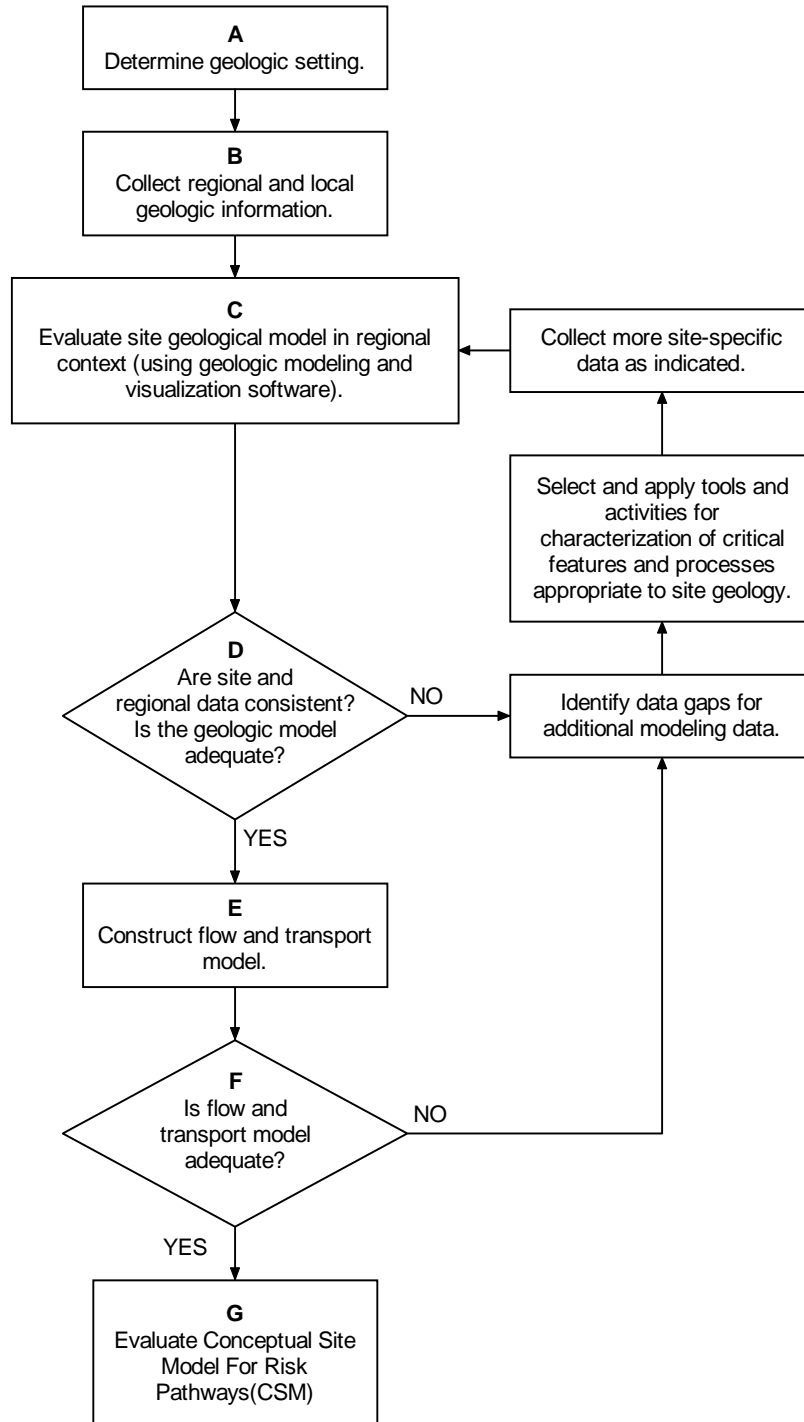 A
Determine geologic setting.
B
Collect regional and local
geologic information.
C
Evaluate site geological model in regional
context (using geologic modeling and
visualization software).
Collect more site-specific
data as indicated.
Select and apply tools and
activities for
characterization of critical
features and processes
appropriate to site geology.
D
Are site and
regional data consistent?
Is the geologic model
adequate?
NO
Identify data gaps for
additional modeling data.
YES
E
Construct flow and transport
model.
F
Is flow and
transport model
adequate?
NO
YES
G
Evaluate Conceptual Site
Model For Risk
Pathways(CSM)